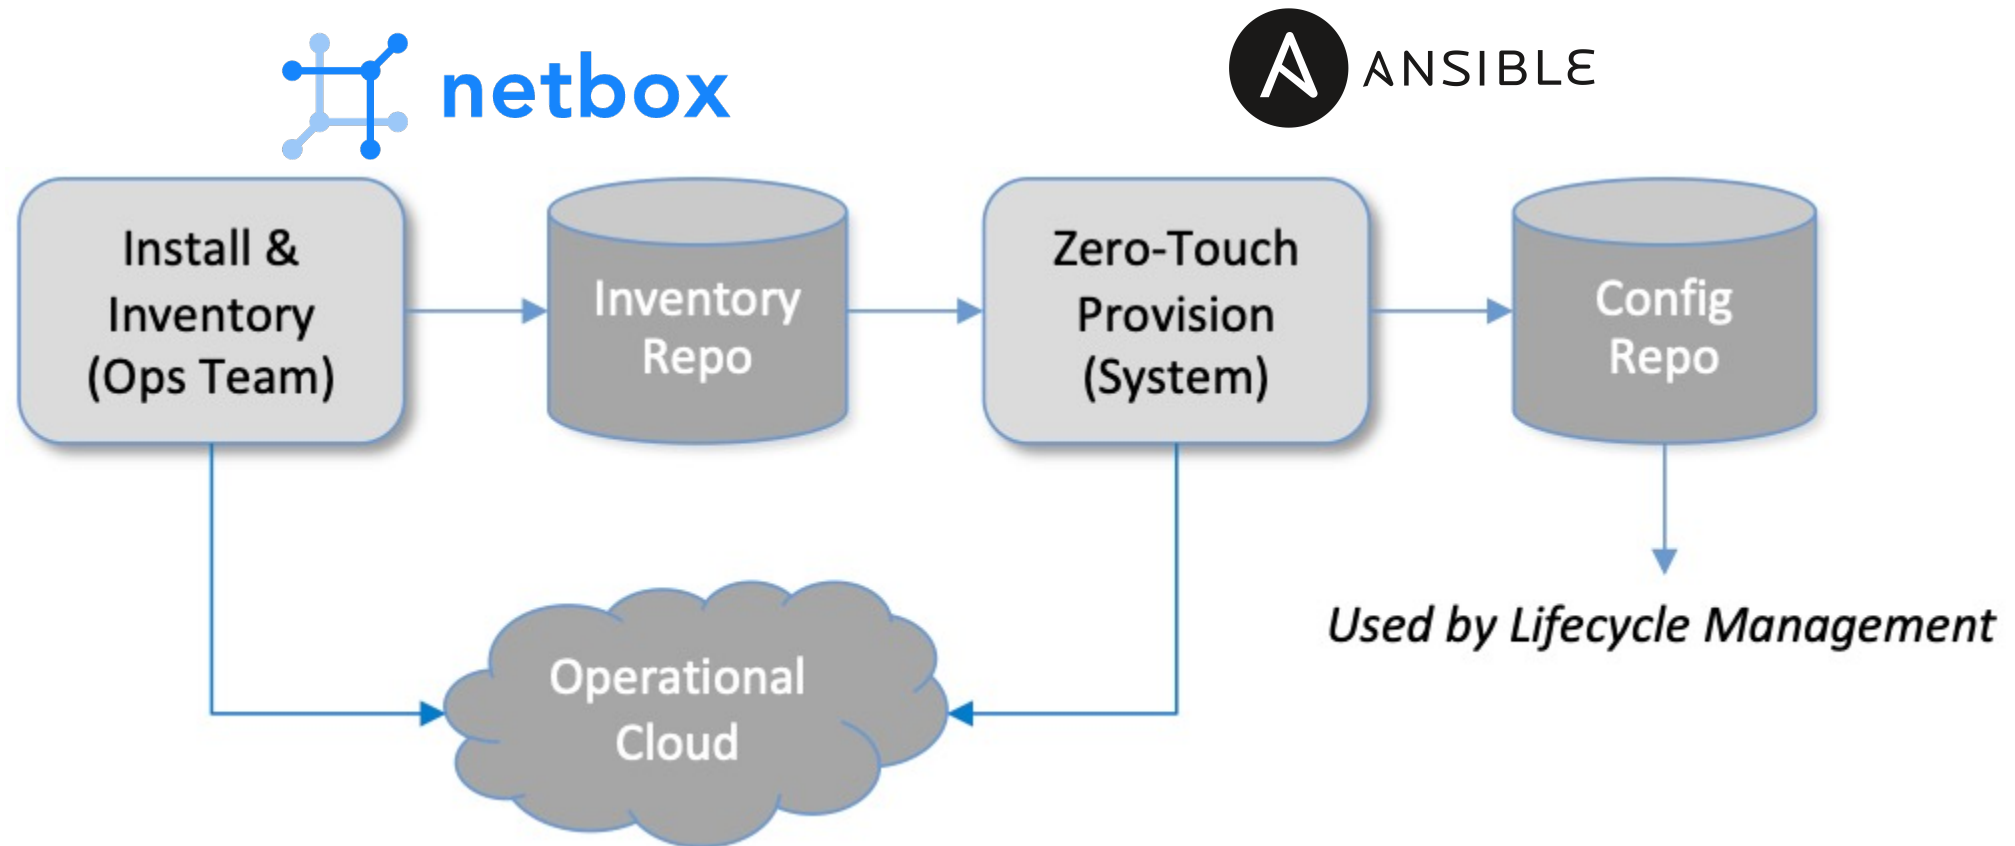 netbox
ANSIBLE
Install &
Inventory
(Ops Team)
Inventory
Repo
Zero-Touch
Provision
(System)
Config
Repo
Operational
Cloud
Used by Lifecycle Management